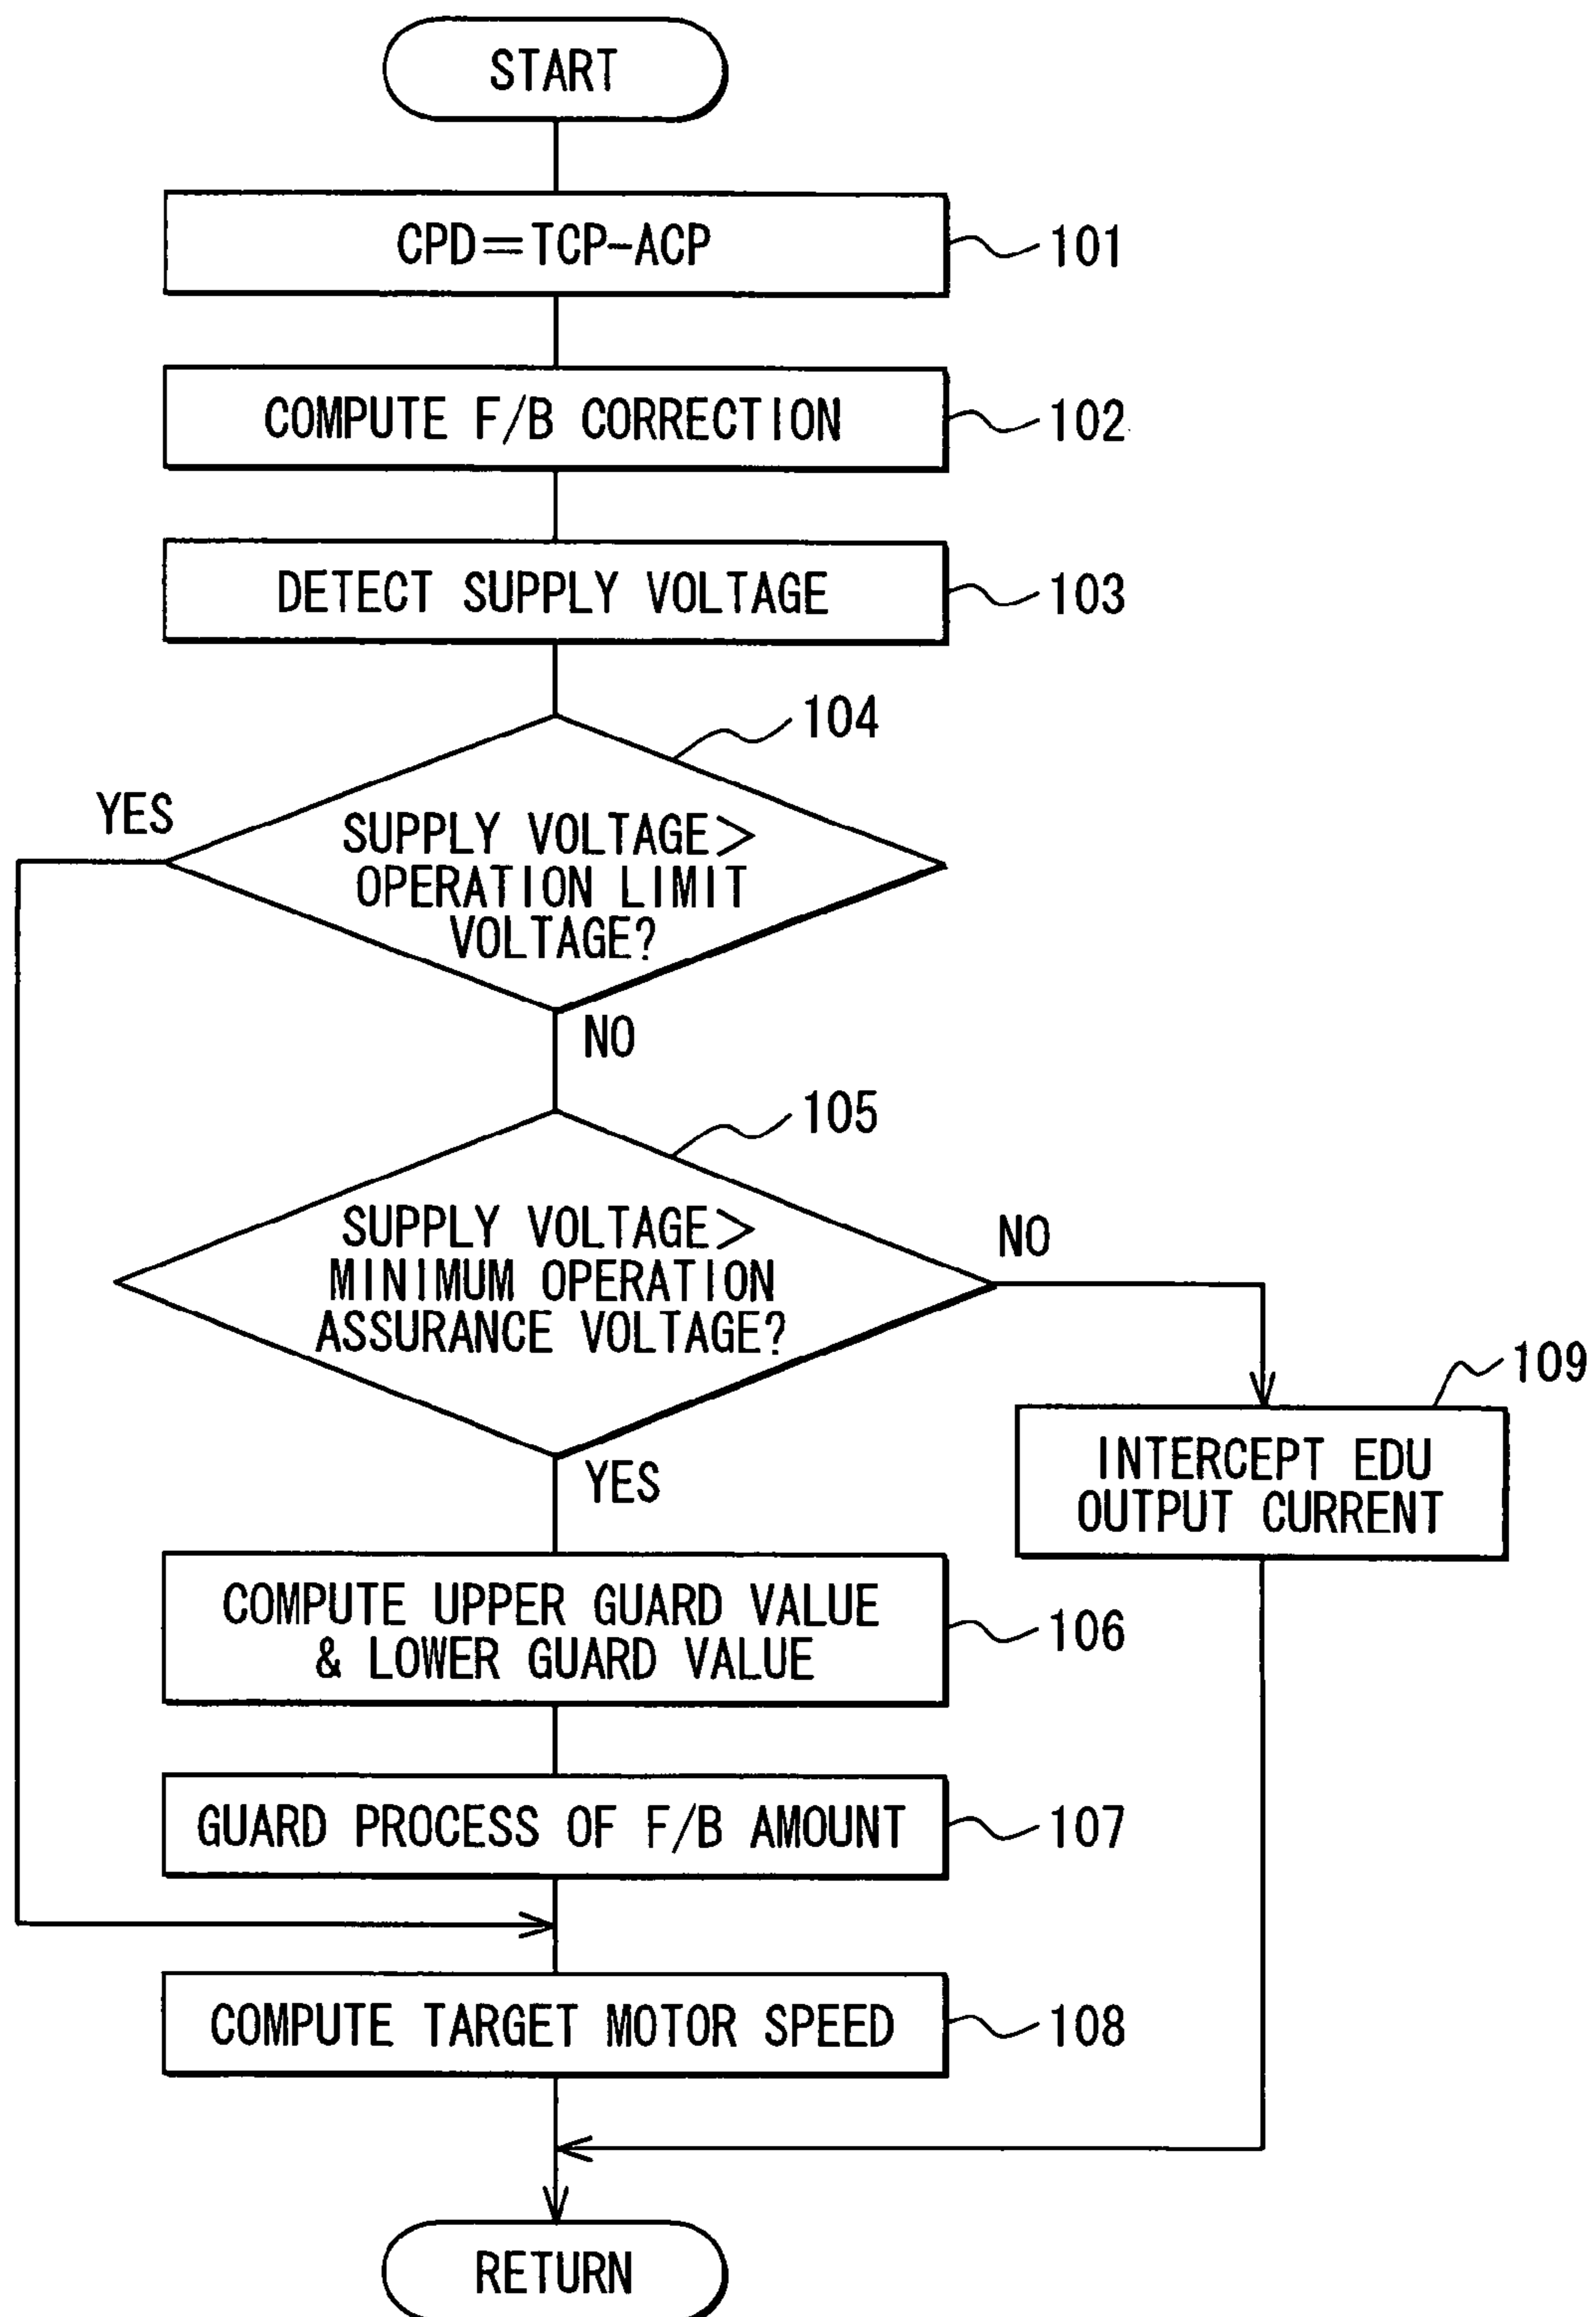 START
CPD=TCP-ACP
101
COMPUTE F/B CORRECTION
102
DETECT SUPPLY VOLTAGE
103
104
YES
SUPPLY VOLTAGE>
OPERATION LIMIT
VOLTAGE?
NO
105
SUPPLY VOLTAGE>
MINIMUM OPERATION
ASSURANCE VOLTAGE?
NO
109
INTERCEPT EDU
OUTPUT CURRENT
YES
COMPUTE UPPER GUARD VALUE
& LOWER GUARD VALUE
106
GUARD PROCESS OF F/B AMOUNT
107
COMPUTE TARGET MOTOR SPEED
108
RETURN